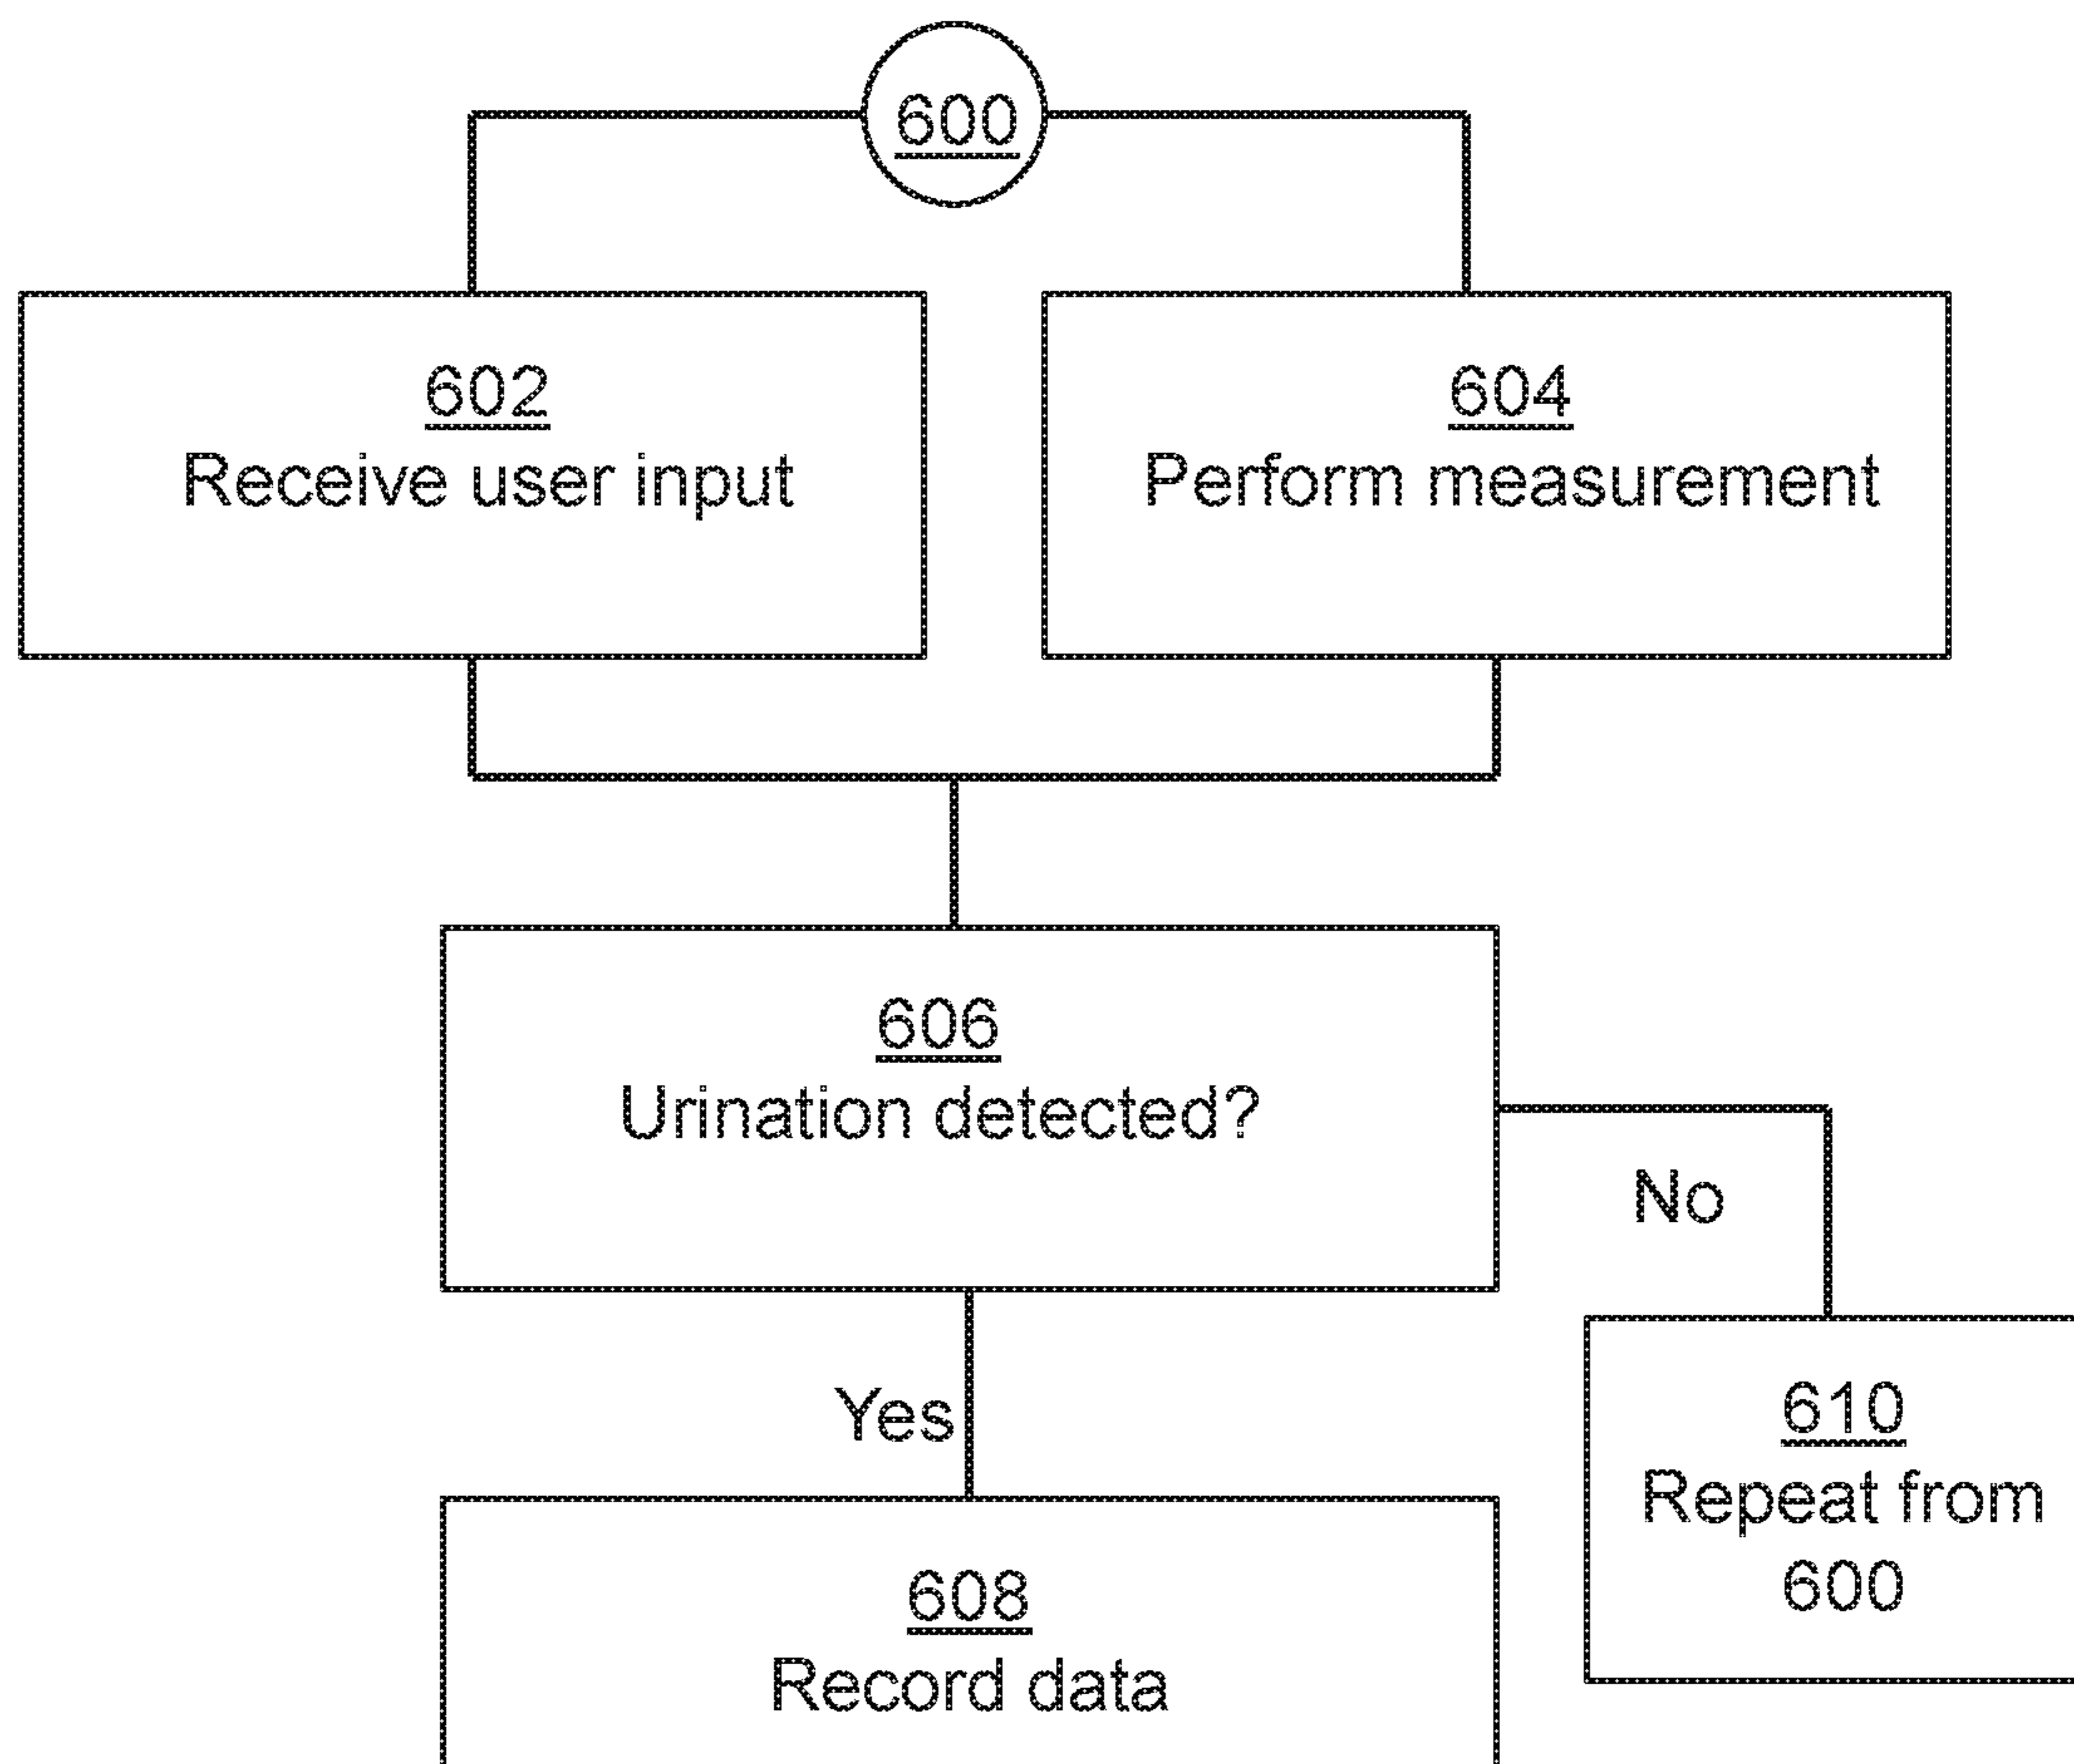 600
602
Receive user input
604
Perform measurement
606
Urination detected?
No
Yes
610
Repeat from
600
608
Record data